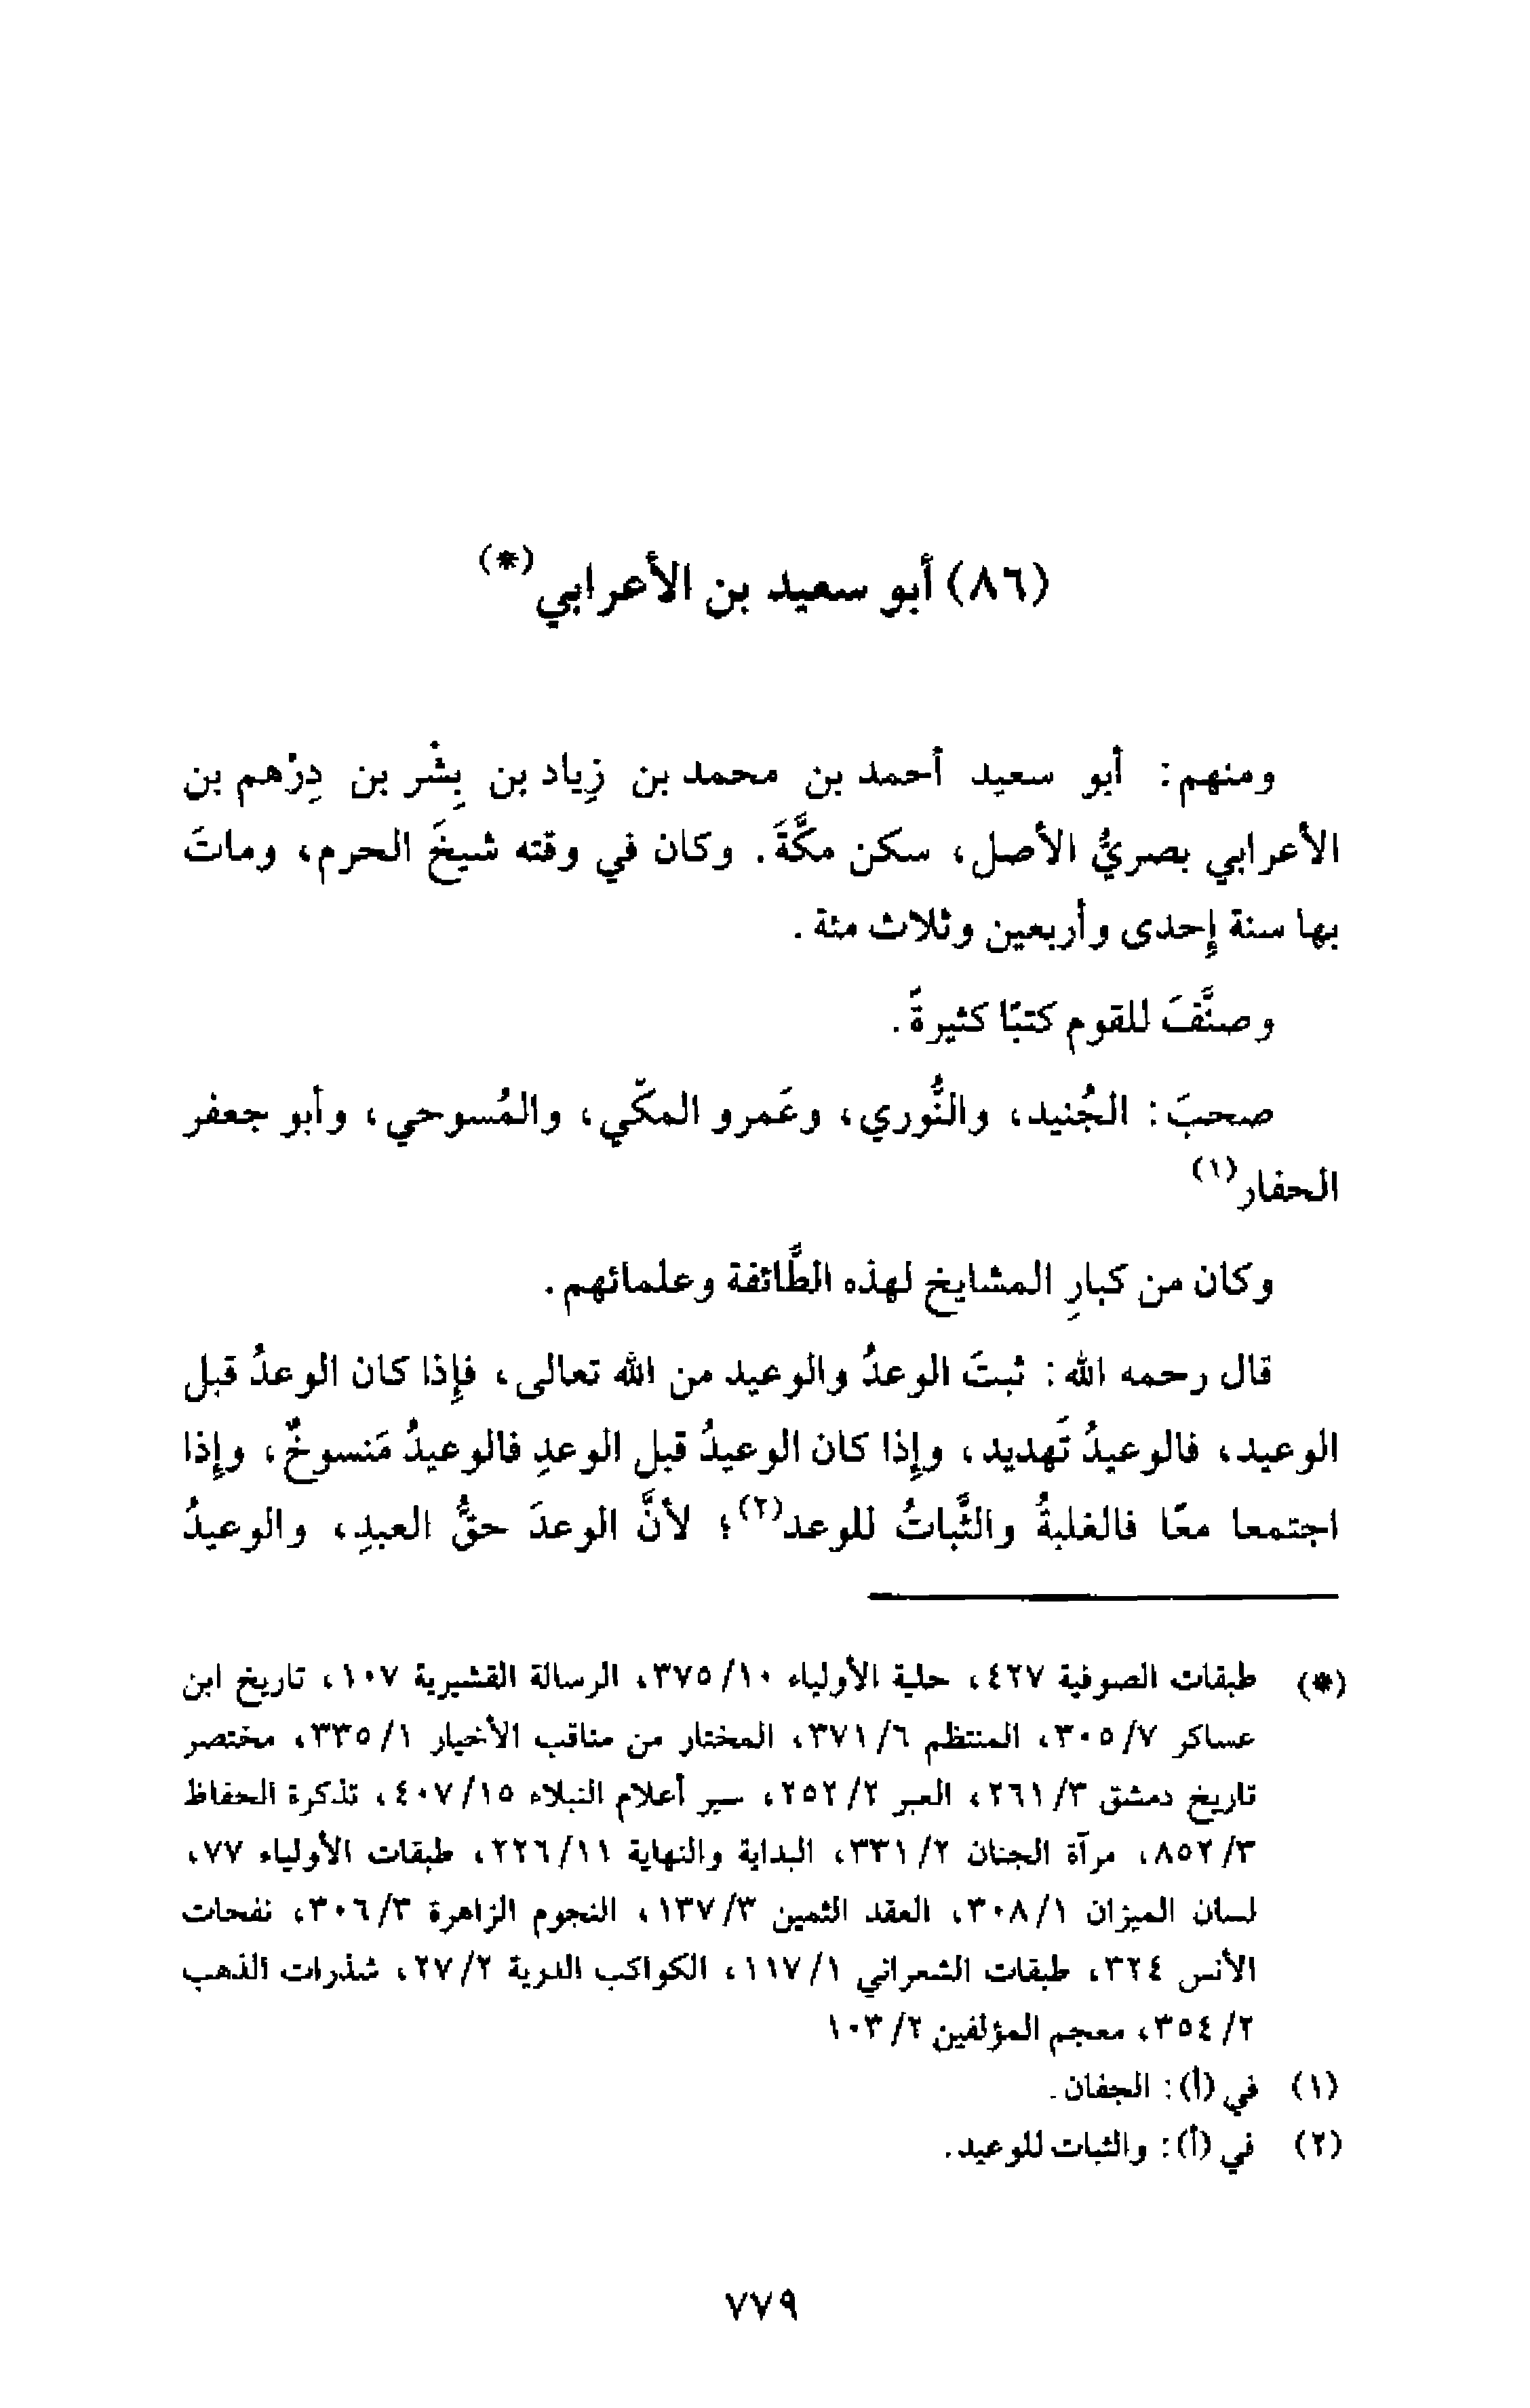 (٨٦) أبو سعيد بن الأعرابي(*)
ومنهم: أبو سعيد أحمد بن محمد بن زِياد بن بِشْر بن دِرْهم بن
الأعرابي بصريُّ الأصل، سكن مكَّةَ. وكان في وقته شيخَ الحرم، وماتَ
بها سنة إحدى وأربعين وثلاث مئة.
وصنَّفَ للقوم كتبًا كثيرةً.
صحبَ: الجُنيد، والنُّوري، وعَمرو المكّي، والمُسوحي، وأبو جعفر
الحفار(١)
وكان من كبارِ المشايخ لهذه الطَّائفة وعلمائهم.
قال رحمه الله: ثبتَ الوعدُ والوعيد من الله تعالى، فإذا كان الوعدُ قبل
الوعيد، فالوعيدُ تَهديد، وإذا كان الوعيدُ قبل الوعدِ فالوعيدُ مَنسوخٌ، وإذا
اجتمعا معًا فالغلبةُ والثَّباتُ للوعد(٢)؛ لأنَّ الوعدَ حقُّ العبدِ، والوعيدُ
(*) طبقات الصوفية ٤٢٧، حلية الأولياء ١٠/ ٣٧٥، الرسالة القشيرية ١٠٧، تاريخ ابن
عساكر ٧/ ٣٠٥، المنتظم ٦/ ٣٧١، المختار من مناقب الأخيار ١/ ٣٣٥، مختصر
تاريخ دمشق ٣/ ٢٦١، العبر ٢/ ٢٥٢، سير أعلام النبلاء ١٥/ ٤٠٧، تذكرة الحفاظ
٣/ ٨٥٢، مرآة الجنان ٢/ ٣٣١، البداية والنهاية ١١/ ٢٢٦، طبقات الأولياء ٧٧،
لسان الميزان ١/ ٣٠٨، العقد الثمين ٣/ ١٣٧، النجوم الزاهرة ٣/ ٣٠٦، نفحات
الأنس ٣٢٤، طبقات الشعراني ١/ ١١٧، الكواكب الدرية ٢/ ٢٧، شذرات الذهب
٢/ ٣٥٤، معجم المؤلفين ٢/ ١٠٣
(١) في (أ): الجفان.
(٢) في (أ): والثبات للوعيد.
٧٧٩